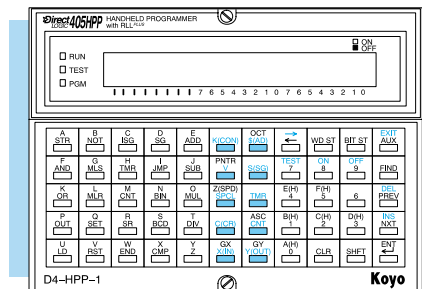 Direct LOGIC 405HPP HANDHELD PROGRAMMER with RLL PLUS
ON
OFF
RUN
TEST
PGM
7 6 5 4 3 2 1 0 7 6 5 4 3 2 1 0
A B C D E OCT → EXIT
STR NOT ISG SG ADD K(CON) $(AD) ← WD ST BIT ST AUX
F G H I J PNTR TEST ON OFF
AND MLS TMR JMP SUB V S(SG) 7 8 9 FIND
K L M N O Z(SPD) E(H) F(H) DEL
OR MLR CNT BIN MUL SPCL TMR 4 5 6 PREV
P Q R S T ASC B(H) C(H) D(H) INS
OUT SET SR BCD DIV C(CR) CNT 1 2 3 NXT
U V W X Y GX GY A(H) ENT
LD RST END CMP Z X(IN) Y(OUT) 0 CLR SHFT ↵
D4–HPP–1 Koyo